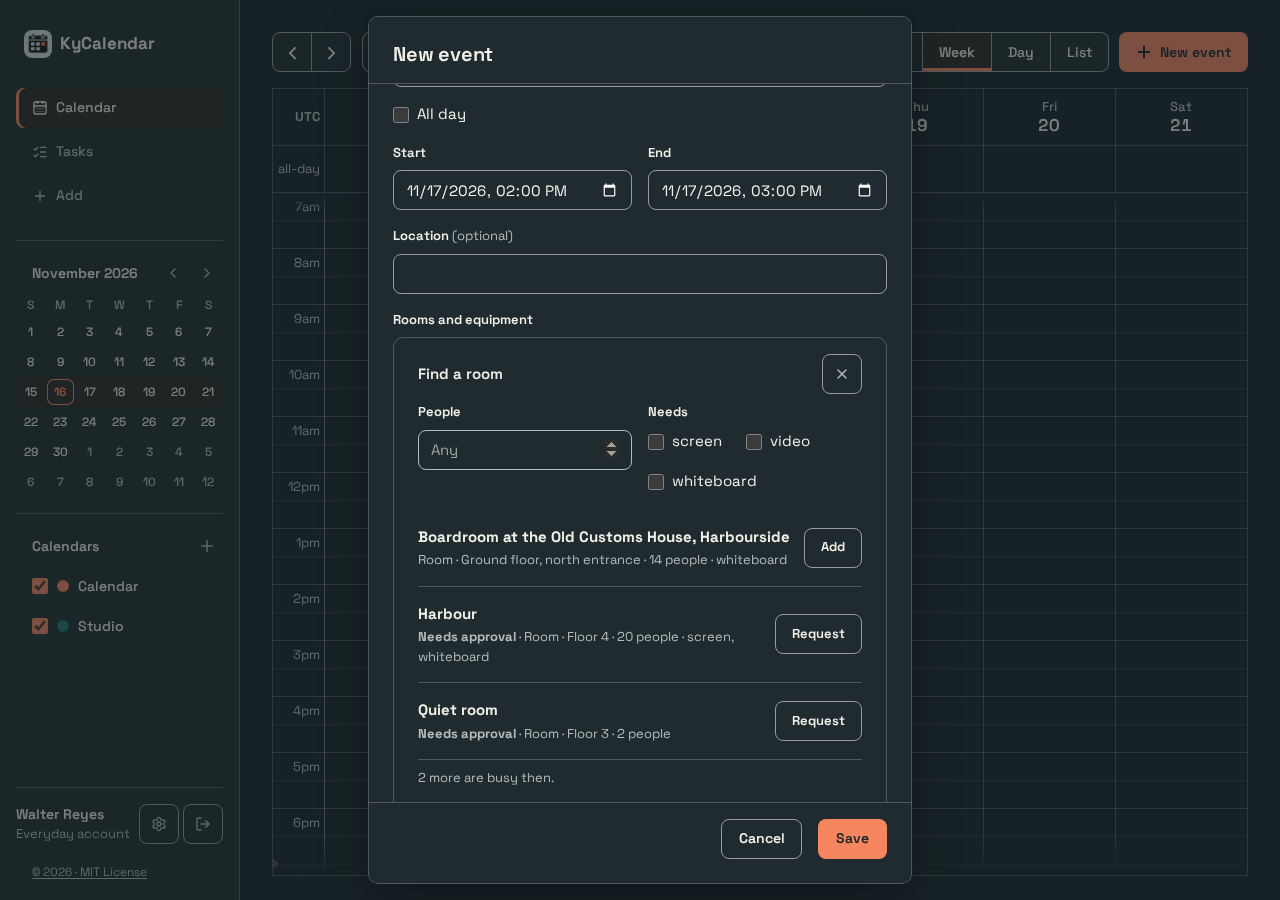 KyCalendar
Calendar
Tasks
Add
November 2026
S M T W T F S
1 2 3 4 5 6 7
8 9 10 11 12 13 14
15 16 17 18 19 20 21
22 23 24 25 26 27 28
29 30 1 2 3 4 5
6 7 8 9 10 11 12
Calendars
Calendar
Studio
Walter Reyes
Everyday account
© 2026 · MIT License
Week Day List
New event
UTC
Fri
20
Sat
21
19
all-day
7am
8am
9am
10am
11am
12pm
1pm
2pm
3pm
4pm
5pm
6pm
New event
All day
Start End
11/17/2026, 02:00 PM 11/17/2026, 03:00 PM
Location (optional)
Rooms and equipment
Find a room
People Needs
Any
screen video
whiteboard
Boardroom at the Old Customs House, Harbourside
Room · Ground floor, north entrance · 14 people · whiteboard
Add
Harbour
Needs approval · Room · Floor 4 · 20 people · screen,
whiteboard
Request
Quiet room
Needs approval · Room · Floor 3 · 2 people
Request
2 more are busy then.
Cancel Save